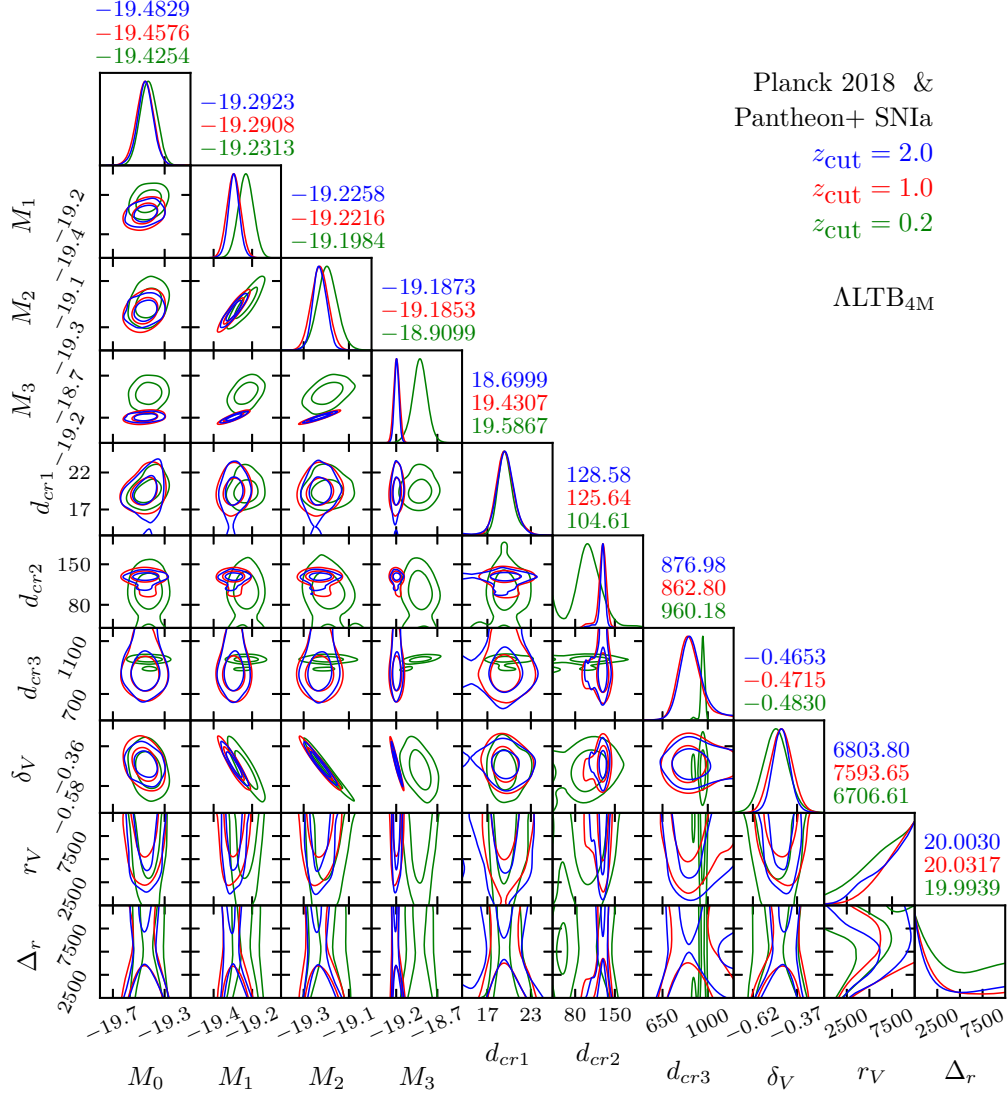 −19.4829
−19.4576
−19.4254
−19.2923
−19.2908
−19.2313
−19.2258
−19.2216
−19.1984
−19.1873
−19.1853
−18.9099
18.6999
19.4307
19.5867
128.58
125.64
104.61
876.98
862.80
960.18
−0.4653
−0.4715
−0.4830
6803.80
7593.65
6706.61
20.0030
20.0317
19.9939
Planck 2018 &
Pantheon+ SNIa
z_cut = 2.0
z_cut = 1.0
z_cut = 0.2
ΛLTB_4M
M_1
−19.2
−19.4
M_2
−19.1
−19.3
M_3
−18.7
−19.2
d_cr1
22
17
d_cr2
150
80
d_cr3
1100
700
δ_V
−0.36
−0.58
r_V
7500
2500
Δ_r
7500
2500
−19.7 −19.3 −19.4 −19.2 −19.3 −19.1 −19.2 −18.7 17 23 80 150 650 1000 −0.62 −0.37 2500 7500 2500 7500
M_0 M_1 M_2 M_3 d_cr1 d_cr2 d_cr3 δ_V r_V Δ_r